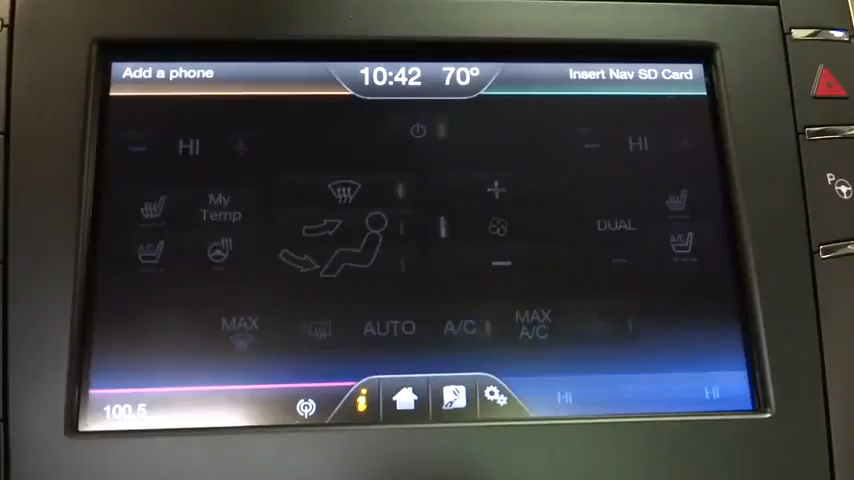 Add a phone
10:42 70°
Insert Nav SD Card
HI
HI
My
Temp
A/C
DUAL
A/C
MAX
AUTO
A/C
MAX
A/C
100.5
i
HI
HI
P